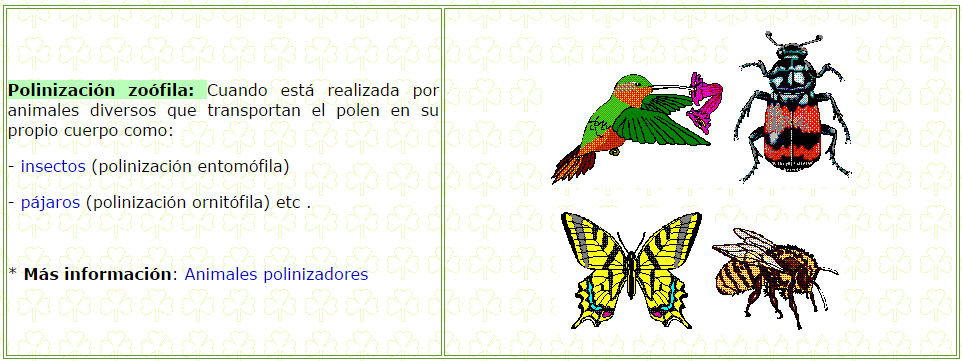 Polinización zoófila: Cuando está realizada por
animales diversos que transportan el polen en su
propio cuerpo como:
- insectos (polinización entomófila)
- pájaros (polinización ornitófila) etc .
* Más información: Animales polinizadores